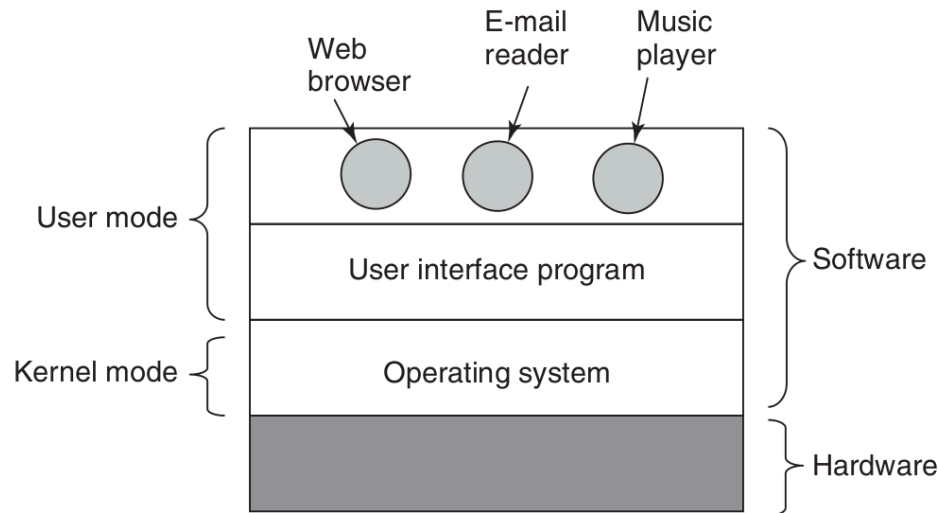 Web
browser
E-mail
reader
Music
player
User mode
User interface program
Software
Kernel mode
Operating system
Hardware